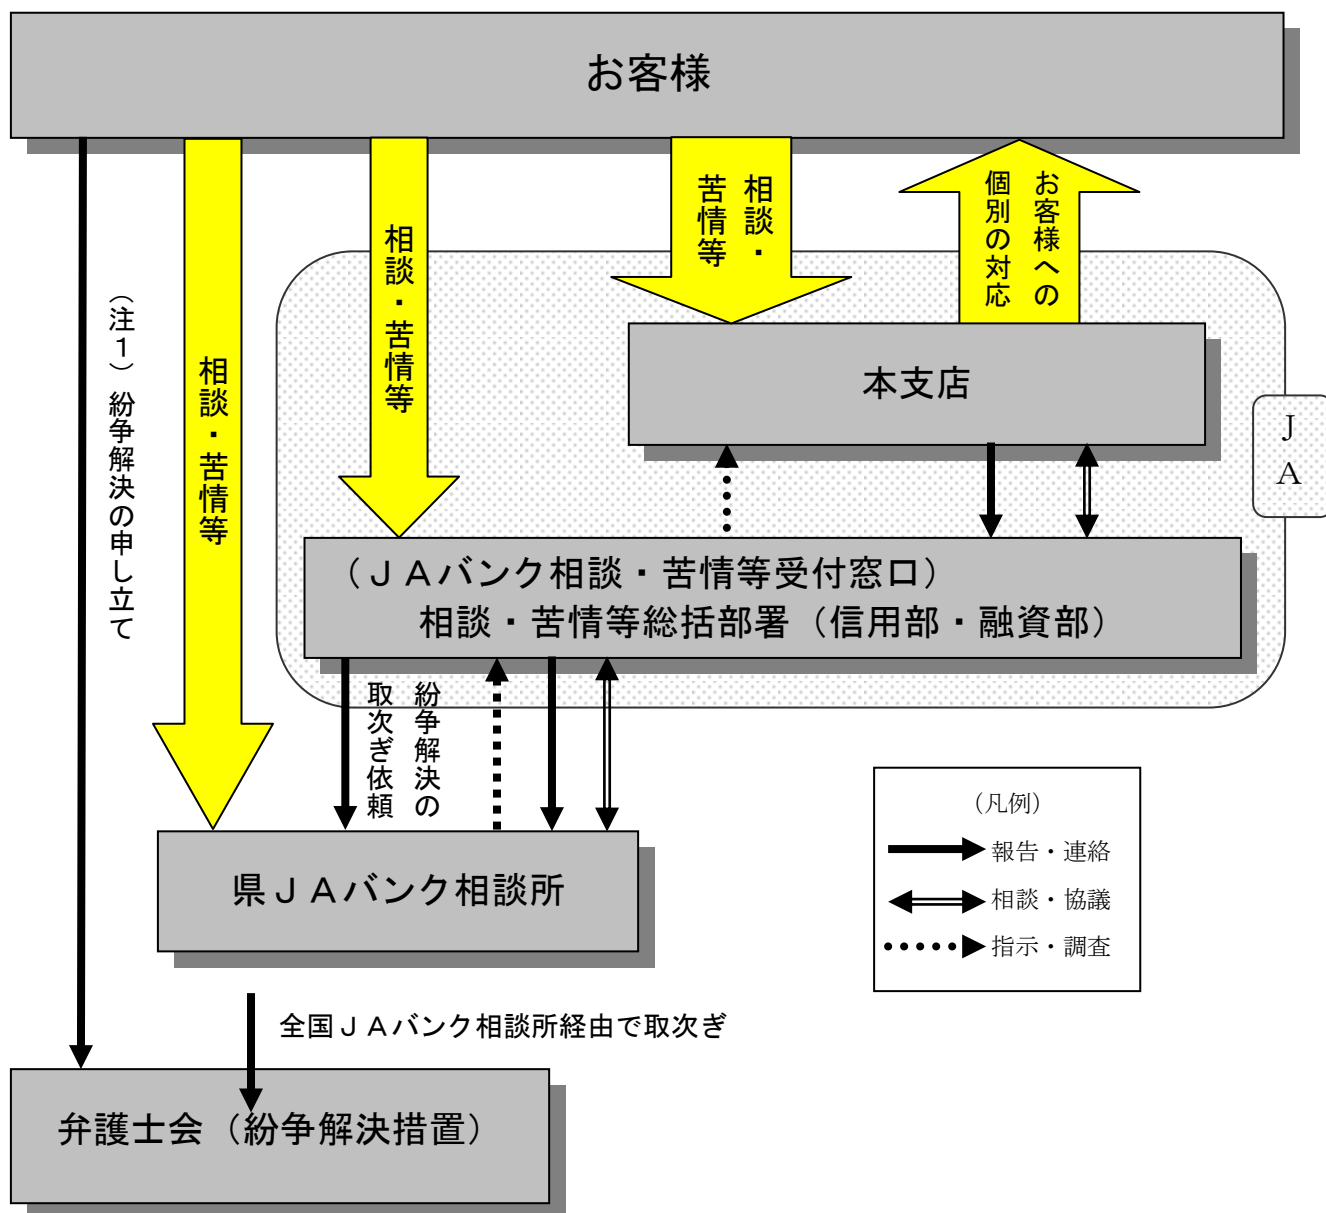 お客様
（注１）紛争解決の申し立て
相談・苦情等
相談・苦情等
相談・
苦情等
お客様への
個別の対応
本支店
ＪＡ
（ＪＡバンク相談・苦情等受付窓口）
相談・苦情等総括部署（信用部・融資部）
紛争解決の
取次ぎ依頼
県ＪＡバンク相談所
（凡例）
報告・連絡
相談・協議
指示・調査
全国ＪＡバンク相談所経由で取次ぎ
弁護士会（紛争解決措置）